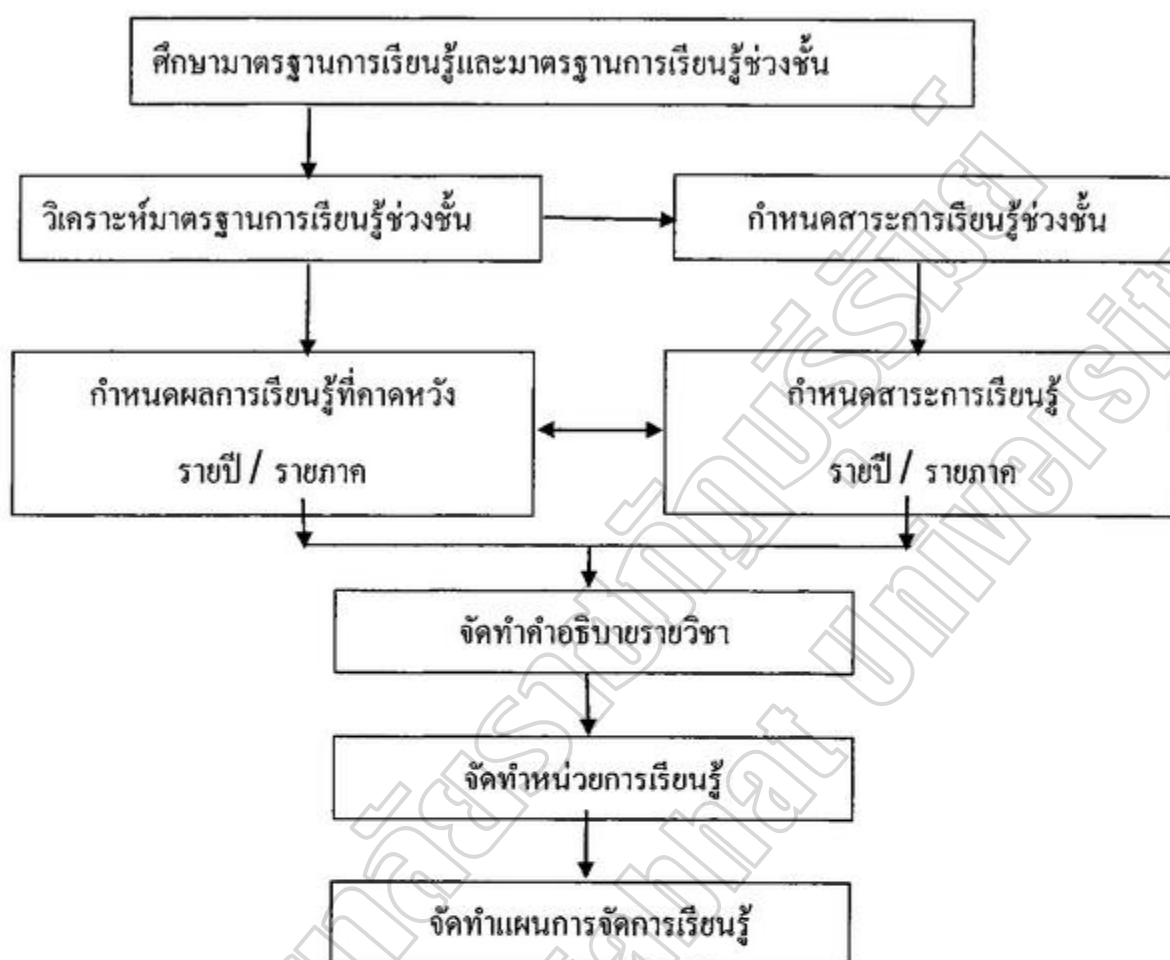 ศึกษามาตรฐานการเรียนรู้และมาตรฐานการเรียนรู้ช่วงชั้น
วิเคราะห์มาตรฐานการเรียนรู้ช่วงชั้น
กำหนดสาระการเรียนรู้ช่วงชั้น
กำหนดผลการเรียนรู้ที่คาดหวัง
รายปี / รายภาค
กำหนดสาระการเรียนรู้
รายปี / รายภาค
จัดทำคำอธิบายรายวิชา
จัดทำหน่วยการเรียนรู้
จัดทำแผนการจัดการเรียนรู้